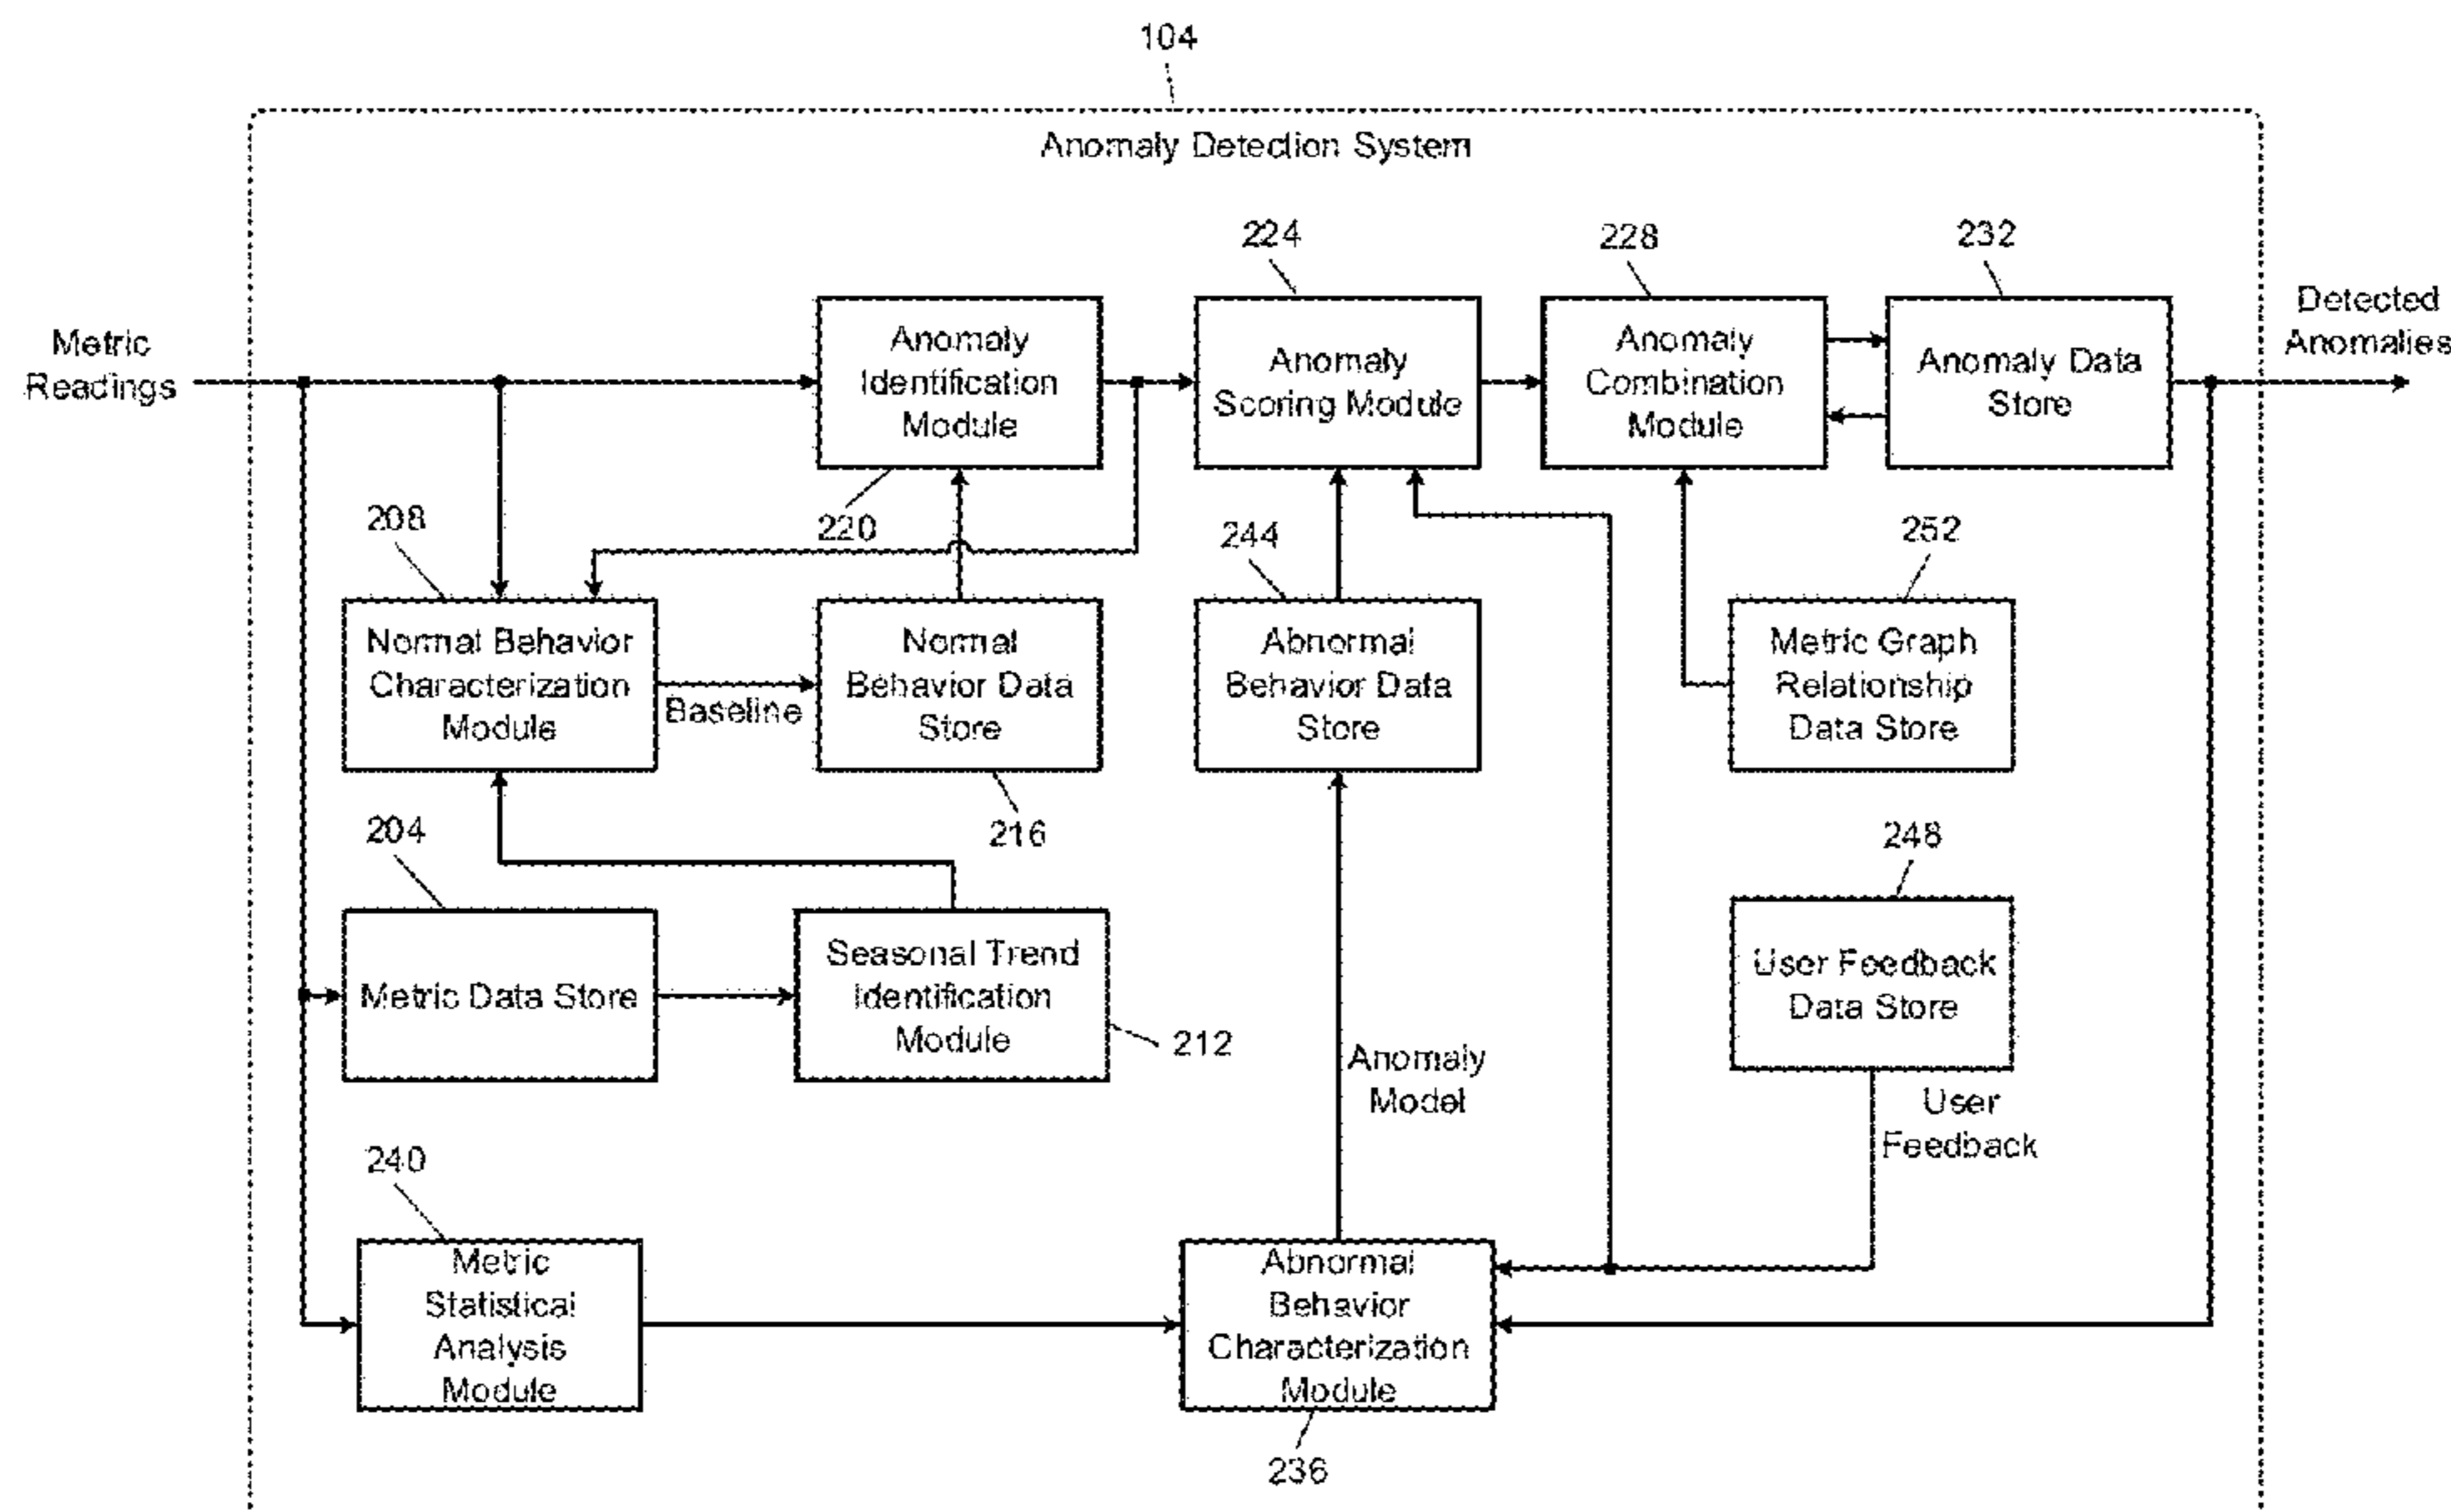 104
Anomaly Detection System
224
228
232
Detected
Anomalies
Metric
Readings
Anomaly
Identification
Module
Anomaly
Scoring Module
Anomaly
Combination
Module
Anomaly Data
Store
208
220
244
252
Normal Behavior
Characterization
Module
Baseline
Normal
Behavior Data
Store
Abnormal
Behavior Data
Store
Metric Graph
Relationship
Data Store
204
216
248
Metric Data Store
Seasonal Trend
Identification
Module
212
User Feedback
Data Store
Anomaly
Model
User
Feedback
240
Metric
Statistical
Analysis
Module
Abnormal
Behavior
Characterization
Module
236